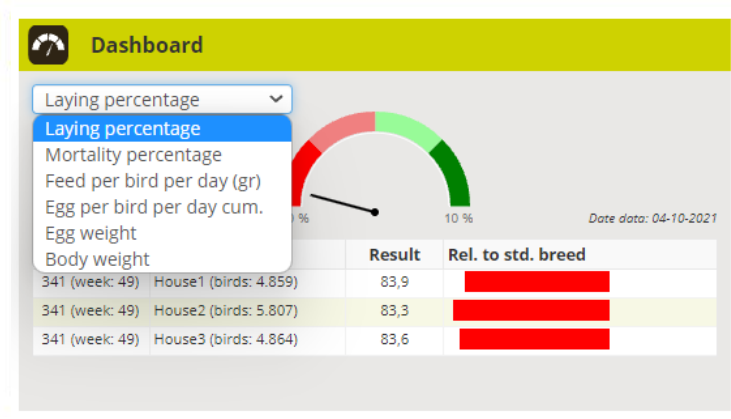 Dashboard
Laying percentage
Laying percentage
Mortality percentage
Feed per bird per day (gr)
Egg per bird per day cum.
Egg weight
Body weight
%
10 %
Date data: 04-10-2021
Result Rel. to std. breed
341 (week: 49) House1 (birds: 4.859) 83,9
341 (week: 49) House2 (birds: 5.807) 83,3
341 (week: 49) House3 (birds: 4.864) 83,6